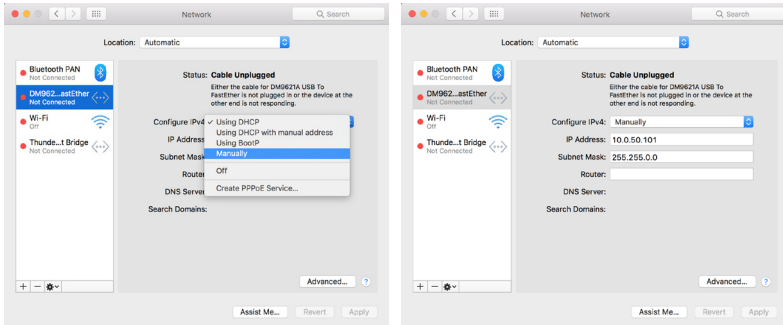 Network
Search
Location: Automatic
Bluetooth PAN
Not Connected
DM962...astEther
Not Connected
Wi-Fi
Off
Thunde...t Bridge
Not Connected
Status: Cable Unplugged
Either the cable for DM9621A USB To
FastEther is not plugged in or the device at the
other end is not responding.
Configure IPv4
✓ Using DHCP
Using DHCP with manual address
Using BootP
Manually
Off
Create PPPoE Service...
IP Address
Subnet Mask
Router
DNS Server
Search Domains:
+ −
Advanced... ?
Assist Me... Revert Apply
Network
Search
Location: Automatic
Bluetooth PAN
Not Connected
DM962...astEther
Not Connected
Wi-Fi
Off
Thunde...t Bridge
Not Connected
Status: Cable Unplugged
Either the cable for DM9621A USB To
FastEther is not plugged in or the device at the
other end is not responding.
Configure IPv4: Manually
IP Address: 10.0.50.101
Subnet Mask: 255.255.0.0
Router:
DNS Server:
Search Domains:
+ −
Advanced... ?
Assist Me... Revert Apply